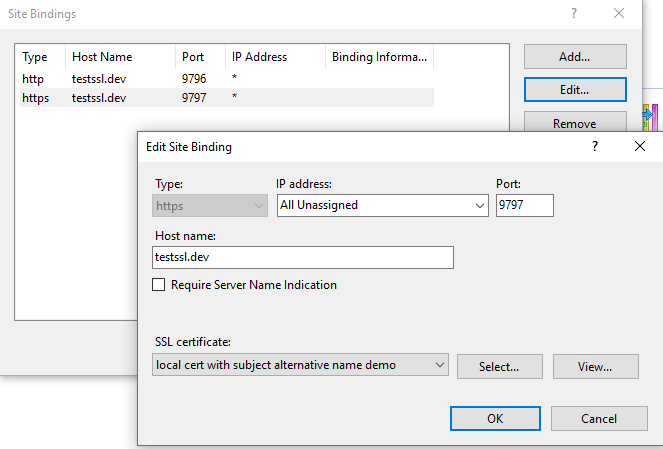 Site Bindings ? ×
Type Host Name Port IP Address Binding Informa...
http testssl.dev 9796 *
https testssl.dev 9797 *
Add...
Edit...
Remove
Edit Site Binding ? ×
Type: IP address: Port:
https All Unassigned 9797
Host name:
testssl.dev
Require Server Name Indication
SSL certificate:
local cert with subject alternative name demo Select... View...
OK Cancel